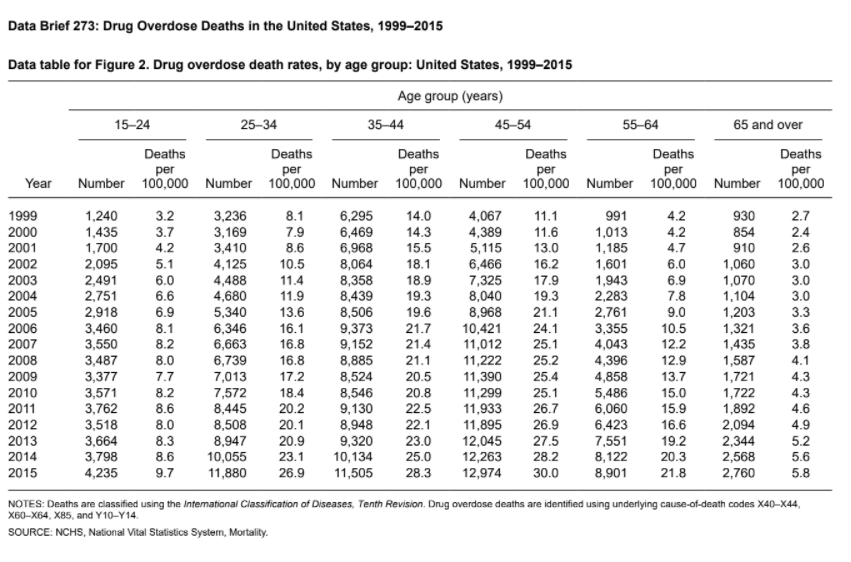 Data Brief 273: Drug Overdose Deaths in the United States, 1999–2015
Data table for Figure 2. Drug overdose death rates, by age group: United States, 1999–2015
Age group (years)
15–24 25–34 35–44 45–54 55–64 65 and over
Deaths Deaths Deaths Deaths Deaths Deaths
per per per per per per
Year Number 100,000 Number 100,000 Number 100,000 Number 100,000 Number 100,000 Number 100,000
1999 1,240 3.2 3,236 8.1 6,295 14.0 4,067 11.1 991 4.2 930 2.7
2000 1,435 3.7 3,169 7.9 6,469 14.3 4,389 11.6 1,013 4.2 854 2.4
2001 1,700 4.2 3,410 8.6 6,968 15.5 5,115 13.0 1,185 4.7 910 2.6
2002 2,095 5.1 4,125 10.5 8,064 18.1 6,466 16.2 1,601 6.0 1,060 3.0
2003 2,491 6.0 4,488 11.4 8,358 18.9 7,325 17.9 1,943 6.9 1,070 3.0
2004 2,751 6.6 4,680 11.9 8,439 19.3 8,040 19.3 2,283 7.8 1,104 3.0
2005 2,918 6.9 5,340 13.6 8,506 19.6 8,968 21.1 2,761 9.0 1,203 3.3
2006 3,460 8.1 6,346 16.1 9,373 21.7 10,421 24.1 3,355 10.5 1,321 3.6
2007 3,550 8.2 6,663 16.8 9,152 21.4 11,012 25.1 4,043 12.2 1,435 3.8
2008 3,487 8.0 6,739 16.8 8,885 21.1 11,222 25.2 4,396 12.9 1,587 4.1
2009 3,377 7.7 7,013 17.2 8,524 20.5 11,390 25.4 4,858 13.7 1,721 4.3
2010 3,571 8.2 7,572 18.4 8,546 20.8 11,299 25.1 5,486 15.0 1,722 4.3
2011 3,762 8.6 8,445 20.2 9,130 22.5 11,933 26.7 6,060 15.9 1,892 4.6
2012 3,518 8.0 8,508 20.1 8,948 22.1 11,895 26.9 6,423 16.6 2,094 4.9
2013 3,664 8.3 8,947 20.9 9,320 23.0 12,045 27.5 7,551 19.2 2,344 5.2
2014 3,798 8.6 10,055 23.1 10,134 25.0 12,263 28.2 8,122 20.3 2,568 5.6
2015 4,235 9.7 11,880 26.9 11,505 28.3 12,974 30.0 8,901 21.8 2,760 5.8
NOTES: Deaths are classified using the International Classification of Diseases, Tenth Revision. Drug overdose deaths are identified using underlying cause-of-death codes X40–X44,
X60–X64, X85, and Y10–Y14.
SOURCE: NCHS, National Vital Statistics System, Mortality.